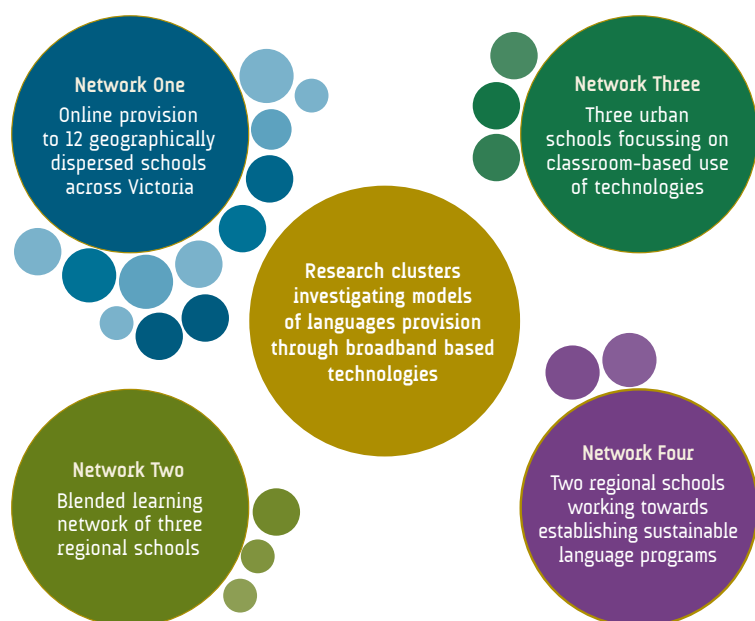 Network One
Online provision
to 12 geographically
dispersed schools
across Victoria
Network Three
Three urban
schools focussing on
classroom-based use
of technologies
Research clusters
investigating models
of languages provision
through broadband based
technologies
Network Two
Blended learning
network of three
regional schools
Network Four
Two regional schools
working towards
establishing sustainable
language programs